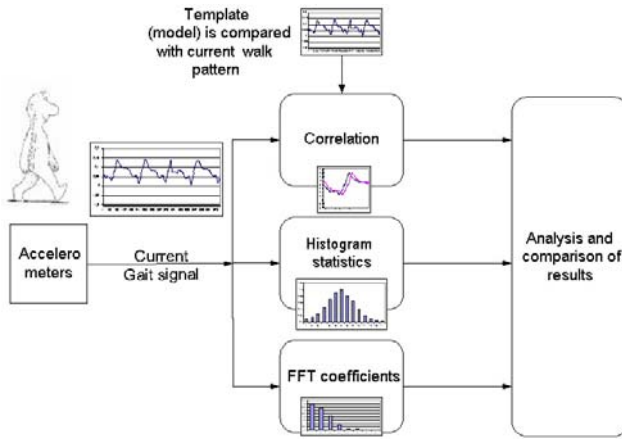 Template
(model) is compared
with current walk
pattern
Correlation
Accelero
meters
Current
Gait signal
Histogram
statistics
FFT coefficients
Analysis and
comparison of
results